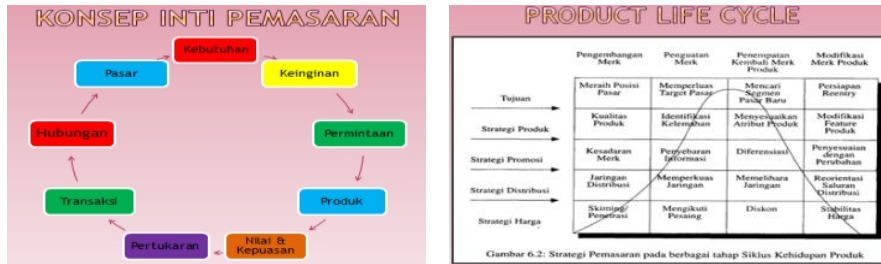 KONSEP INTI PEMASARAN
Kebutuhan
Keinginan
Permintaan
Produk
Nilai &
Kepuasan
Pertukaran
Transaksi
Hubungan
Pasar
PRODUCT LIFE CYCLE
Pengembangan
Merk
Penguatan
Merk
Penempatan
Kembali Merk
Produk
Modifikasi
Merk Produk
Tujuan
Meraih Posisi
Pasar
Memperluas
Target Pasar
Mencari
Segmen
Pasar Baru
Persiapan
Reentry
Strategi Produk
Kualitas
Produk
Identifikasi
Kelemahan
Menyesuaikan
Atribut Produk
Modifikasi
Feature
Produk
Strategi Promosi
Kesadaran
Merk
Penyebaran
Informasi
Diferensiasi
Penyesuaian
dengan
Perubahan
Strategi Distribusi
Jaringan
Distribusi
Memperkuas
Jaringan
Memelihara
Jaringan
Reorientasi
Saluran
Distribusi
Strategi Harga
Skiming/
Penetrasi
Mengikuti
Pesaing
Diskon
Stabilitas
Harga
Gambar 6.2: Strategi Pemasaran pada berbagai tahap Siklus Kehidupan Produk